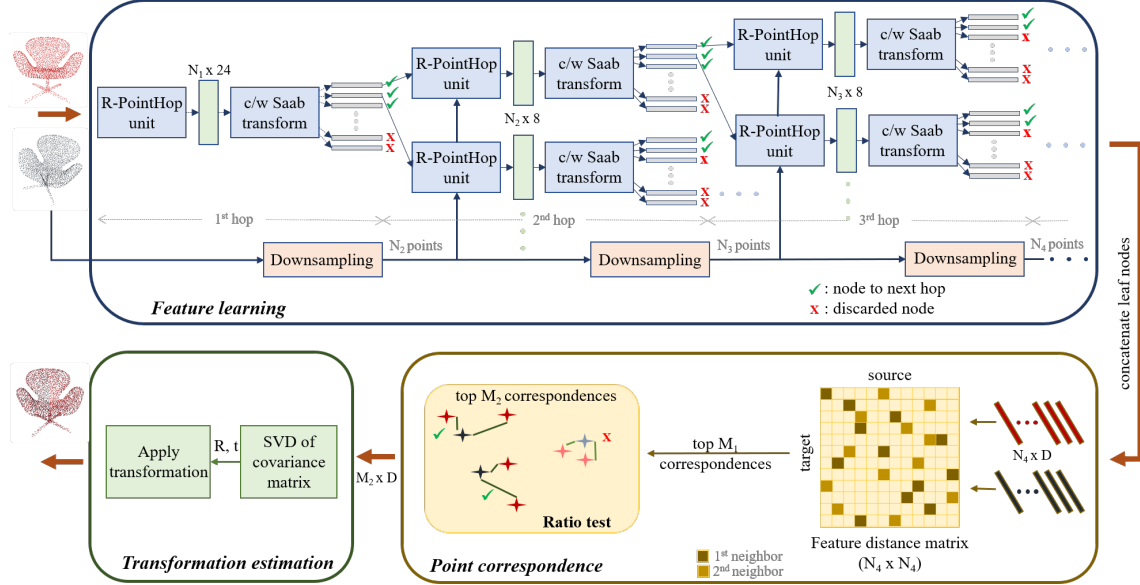 R-PointHop
unit
N₁ x 24
c/w Saab
transform
x
x
R-PointHop
unit
N₂ x 8
c/w Saab
transform
x
x
R-PointHop
unit
c/w Saab
transform
x
x
R-PointHop
unit
N₃ x 8
c/w Saab
transform
x
x
x
R-PointHop
unit
c/w Saab
transform
x
x
x
1st hop
2nd hop
3rd hop
Downsampling
N₂ points
Downsampling
N₃ points
Downsampling
N₄ points
Feature learning
✓ : node to next hop
x : discarded node
concatenate leaf nodes
Apply
transformation
R, t
SVD of
covariance
matrix
Transformation estimation
M₂ x D
top M₂ correspondences
x
Ratio test
top M₁
correspondences
source
target
N₄ x D
Feature distance matrix
(N₄ x N₄)
1st neighbor
2nd neighbor
Point correspondence